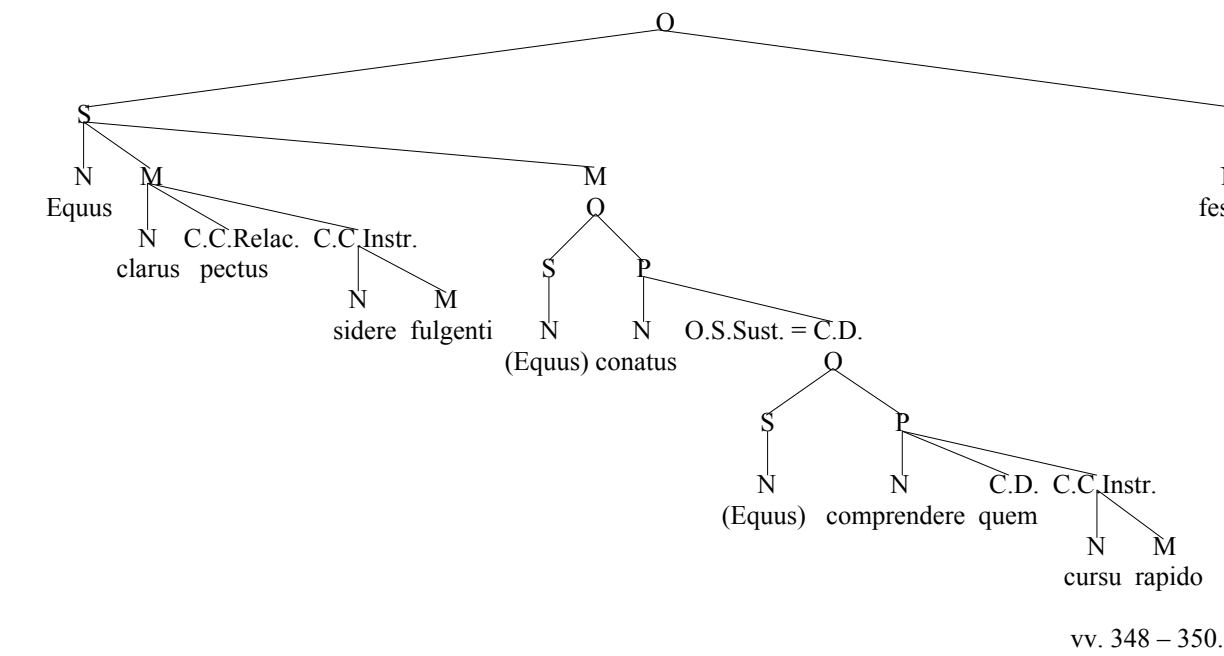 O
S
N M M
Equus O fes
N C.C.Relac. C.C.Instr.
clarus pectus S P
N M
sidere fulgenti N N O.S.Sust. = C.D.
(Equus) conatus O
S P
N N C.D. C.C.Instr.
(Equus) comprendere quem
N M
cursu rapido
vv. 348 – 350.